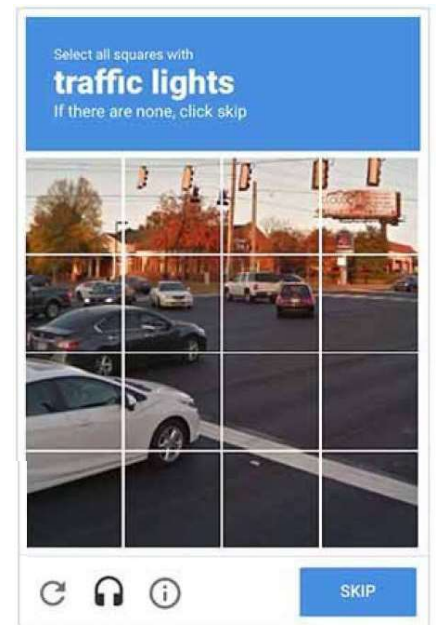 Select all squares with
traffic lights
If there are none, click skip
SKIP